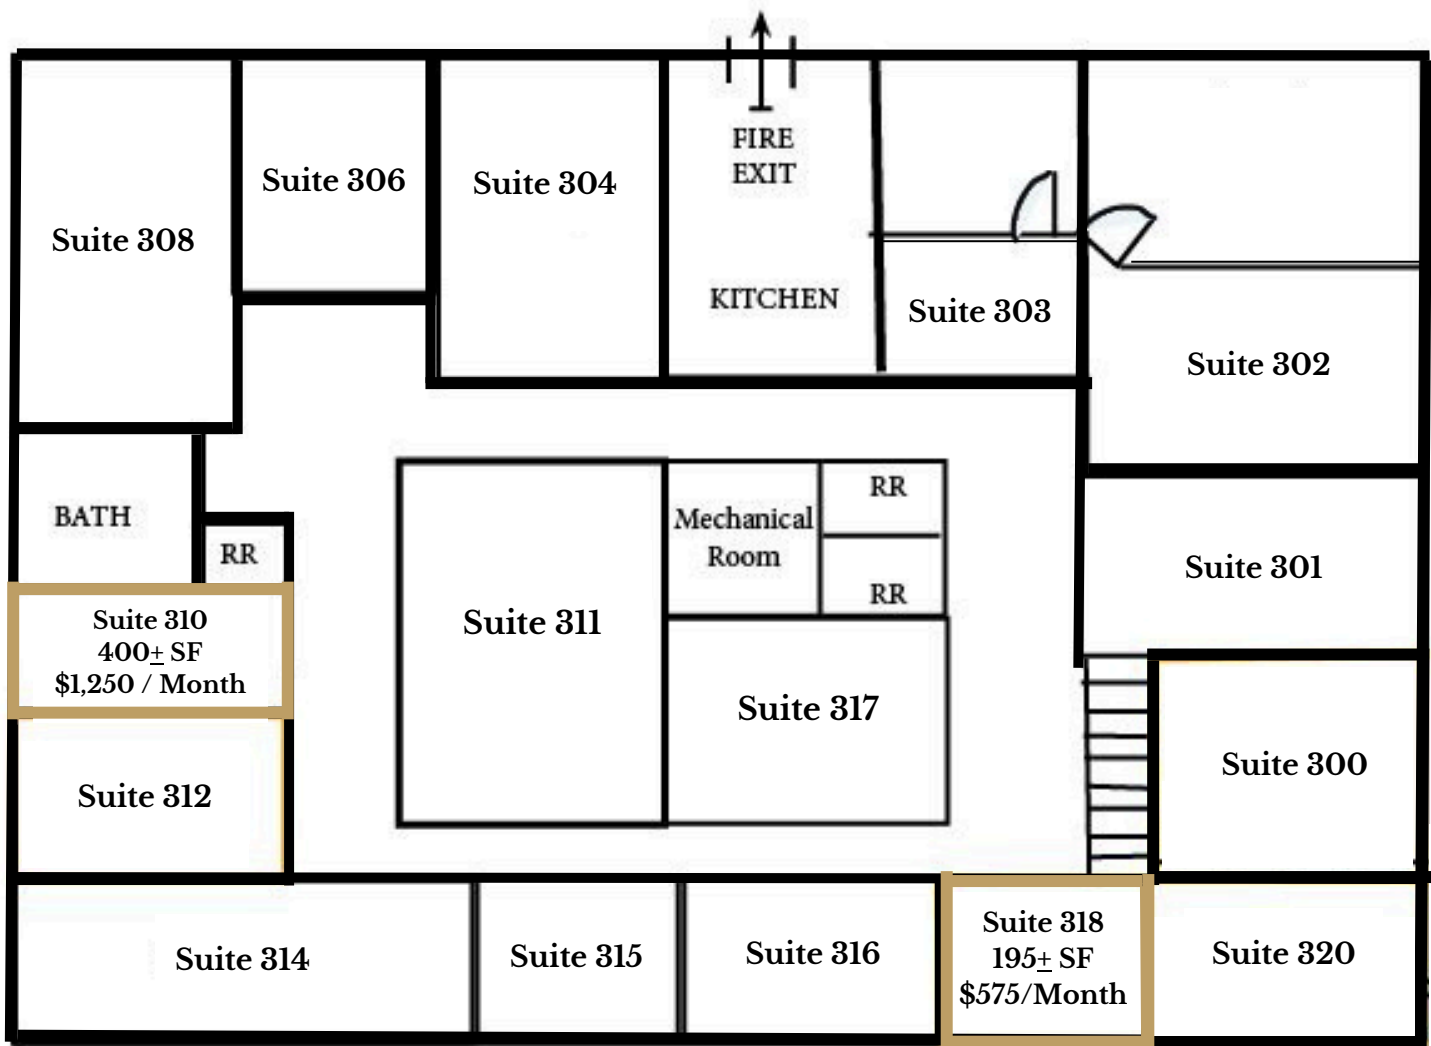 FIRE
EXIT
Suite 306
Suite 304
Suite 308
KITCHEN
Suite 303
Suite 302
BATH
RR
Mechanical
Room
RR
RR
Suite 301
Suite 310
400± SF
$1,250 / Month
Suite 311
Suite 317
Suite 300
Suite 312
Suite 314
Suite 315
Suite 316
Suite 318
195± SF
$575/Month
Suite 320